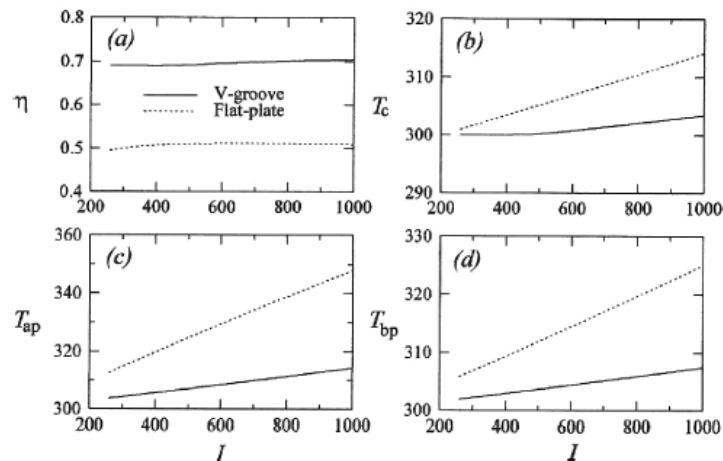 0.8 (a) 320 (b)
0.7 310
η 0.6 V-groove Tc
Flat-plate
0.5 300
0.4 290
200 400 600 800 1000 200 400 600 800 1000
360 (c) 330 (d)
340 320
Tap Tbp
320 310
300 300
200 400 600 800 1000 200 400 600 800 1000
I I